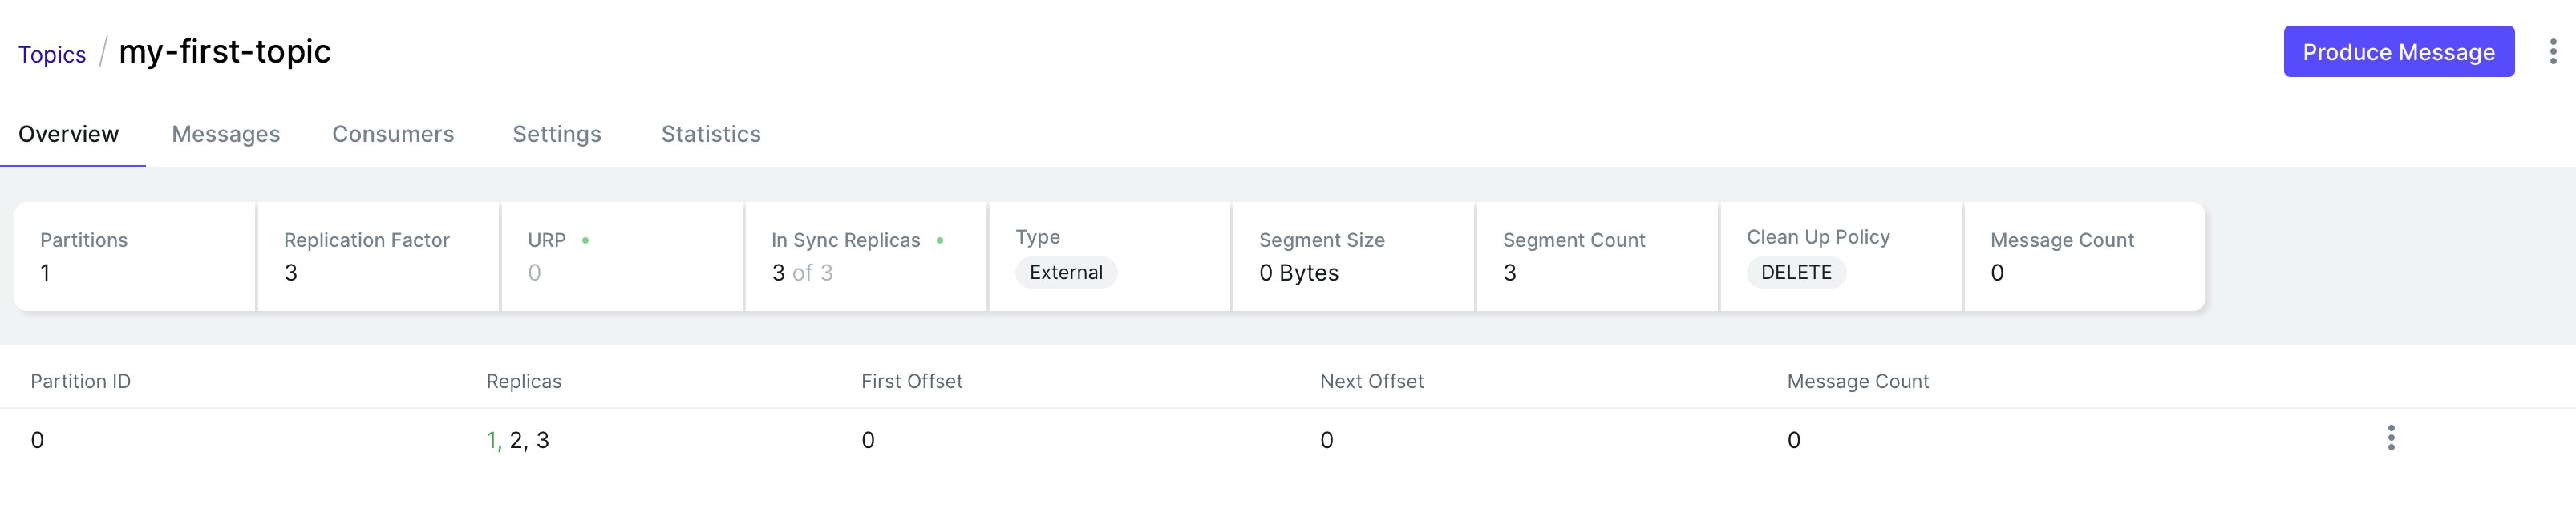 Topics / my-first-topic
Produce Message
Overview Messages Consumers Settings Statistics
Partitions Replication Factor URP In Sync Replicas Type Segment Size Segment Count Clean Up Policy Message Count
1 3 0 3 of 3 External 0 Bytes 3 DELETE 0
Partition ID Replicas First Offset Next Offset Message Count
0 1, 2, 3 0 0 0